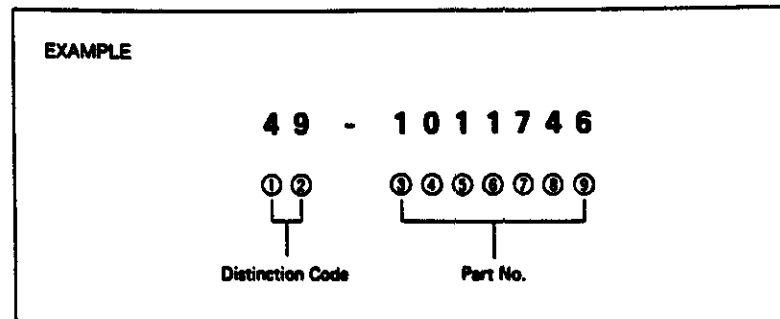 EXAMPLE
4 9 - 1 0 1 1 7 4 6
① ② ③ ④ ⑤ ⑥ ⑦ ⑧ ⑨
Distinction Code Part No.